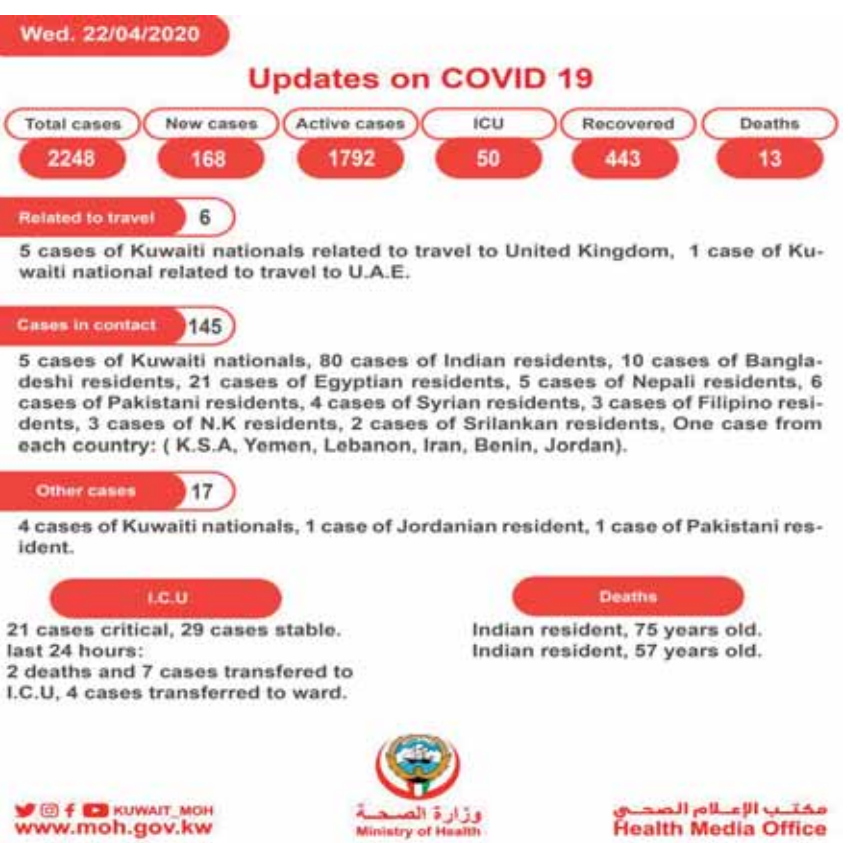 Wed. 22/04/2020
Updates on COVID 19
Total cases New cases Active cases ICU Recovered Deaths
2248 168 1792 50 443 13
Related to travel 6
5 cases of Kuwaiti nationals related to travel to United Kingdom, 1 case of Ku-
waiti national related to travel to U.A.E.
Cases in contact 145
5 cases of Kuwaiti nationals, 80 cases of Indian residents, 10 cases of Bangla-
deshi residents, 21 cases of Egyptian residents, 5 cases of Nepali residents, 6
cases of Pakistani residents, 4 cases of Syrian residents, 3 cases of Filipino resi-
dents, 3 cases of N.K residents, 2 cases of Srilankan residents, One case from
each country: ( K.S.A, Yemen, Lebanon, Iran, Benin, Jordan).
Other cases 17
4 cases of Kuwaiti nationals, 1 case of Jordanian resident, 1 case of Pakistani res-
ident.
I.C.U
21 cases critical, 29 cases stable.
last 24 hours:
2 deaths and 7 cases transfered to
I.C.U, 4 cases transferred to ward.
Deaths
Indian resident, 75 years old.
Indian resident, 57 years old.
KUWAIT_MOH
www.moh.gov.kw
وزارة الصحة
Ministry of Health
مكتب الإعلام الصحي
Health Media Office